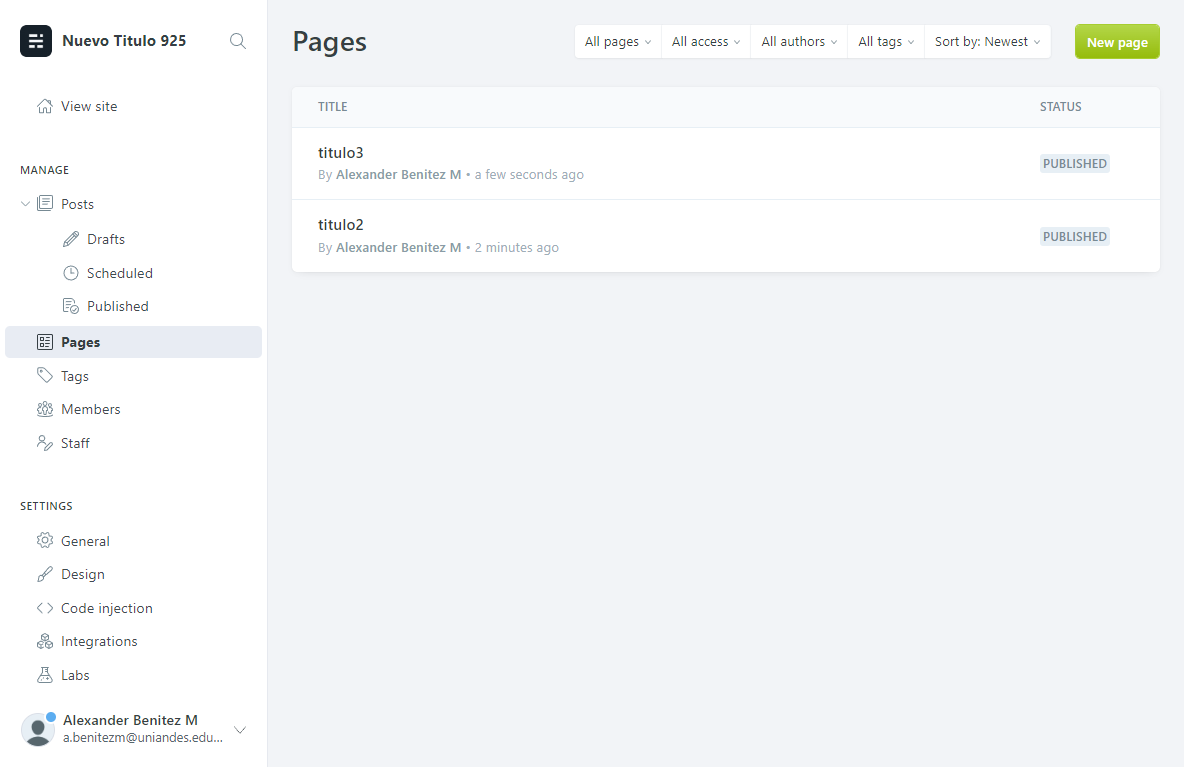 Nuevo Titulo 925
View site
MANAGE
Posts
Drafts
Scheduled
Published
Pages
Tags
Members
Staff
SETTINGS
General
Design
Code injection
Integrations
Labs
Alexander Benitez M
a.benitezm@uniandes.edu...
Pages
All pages
All access
All authors
All tags
Sort by: Newest
New page
TITLE
STATUS
titulo3
By Alexander Benitez M • a few seconds ago
PUBLISHED
titulo2
By Alexander Benitez M • 2 minutes ago
PUBLISHED